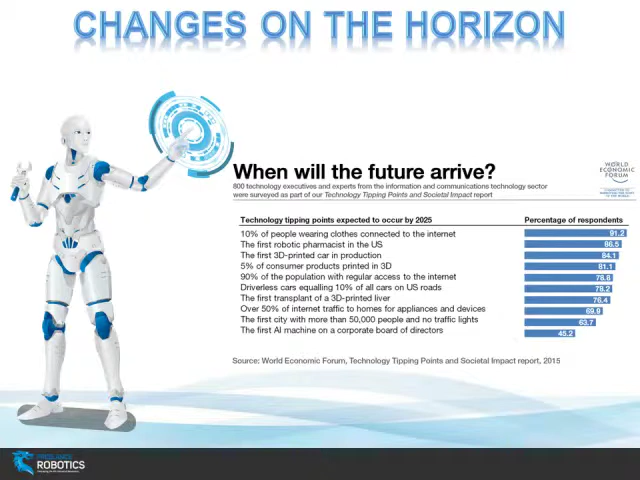 CHANGES ON THE HORIZON
When will the future arrive?
800 technology executives and experts from the information and communications technology sector
were surveyed as part of our Technology Tipping Points and Societal Impact report
WORLD
ECONOMIC
FORUM
Technology tipping points expected to occur by 2025 Percentage of respondents
10% of people wearing clothes connected to the internet 91.2
The first robotic pharmacist in the US 86.5
The first 3D-printed car in production 84.1
5% of consumer products printed in 3D 81.1
90% of the population with regular access to the internet 78.8
Driverless cars equalling 10% of all cars on US roads 78.2
The first transplant of a 3D-printed liver 76.4
Over 50% of internet traffic to homes for appliances and devices 69.9
The first city with more than 50,000 people and no traffic lights 63.7
The first AI machine on a corporate board of directors 45.2
Source: World Economic Forum, Technology Tipping Points and Societal Impact report, 2015
FREELANCE
ROBOTICS